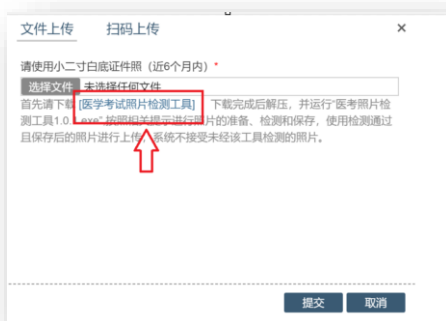 文件上传 扫码上传 ×
请使用小二寸白底证件照（近6个月内）*
选择文件 未选择任何文件
首先请下载 [医学考试照片检测工具] 下载完成后解压，并运行“医考照片检
测工具1.0.1.exe”,按照相关提示进行照片的准备、检测和保存，使用检测通过
且保存后的照片进行上传，系统不接受未经该工具检测的照片。
提交 取消